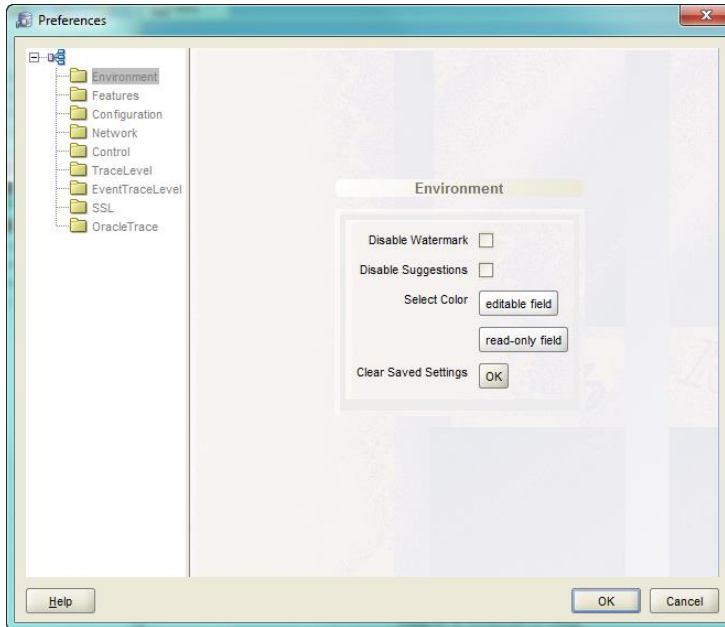 Preferences
Environment
Features
Configuration
Network
Control
TraceLevel
EventTraceLevel
SSL
OracleTrace
Environment
Disable Watermark
Disable Suggestions
Select Color editable field
read-only field
Clear Saved Settings OK
Help OK Cancel